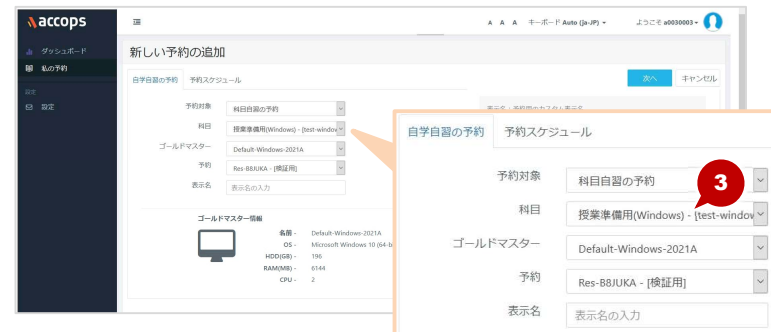 accops
A A A キーボード Auto (ja-JP)
ようこそ a0030003
ダッシュボード
私の予約
設定
設定
新しい予約の追加
自学自習の予約 予約スケジュール
次へ キャンセル
予約対象 科目自習の予約
科目 授業準備用(Windows) - [test-window
ゴールドマスター Default-Windows-2021A
予約 Res-B8JUKA - [検証用]
表示名 表示名の入力
ゴールドマスター情報
名前 - Default-Windows-2021A
OS - Microsoft Windows 10 (64-b
HDD(GB) - 196
RAM(MB) - 6144
CPU - 2
自学自習の予約 予約スケジュール
予約対象 科目自習の予約
3
科目 授業準備用(Windows) - [test-window
ゴールドマスター Default-Windows-2021A
予約 Res-B8JUKA - [検証用]
表示名 表示名の入力